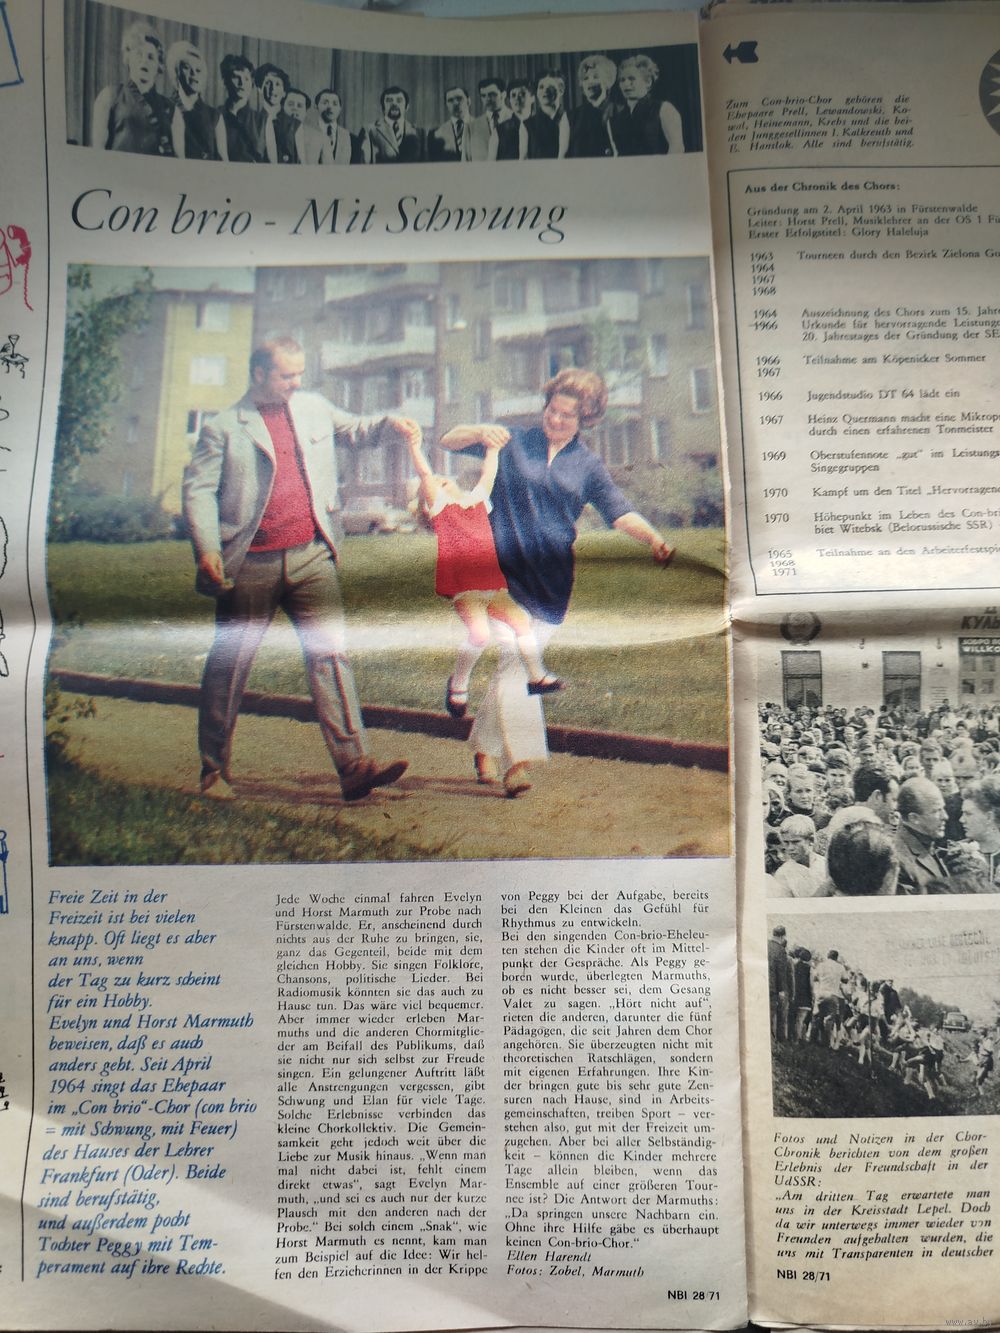 Con brio - Mit Schwung
Freie Zeit in der
Freizeit ist bei vielen
knapp. Oft liegt es aber
an uns, wenn
der Tag zu kurz scheint
für ein Hobby.
Evelyn und Horst Marmuth
beweisen, daß es auch
anders geht. Seit April
1964 singt das Ehepaar
im „Con brio“-Chor (con brio
= mit Schwung, mit Feuer)
des Hauses der Lehrer
Frankfurt (Oder). Beide
sind berufstätig,
und außerdem pocht
Tochter Peggy mit Tem-
perament auf ihre Rechte.
Jede Woche einmal fahren Evelyn
und Horst Marmuth zur Probe nach
Fürstenwalde. Er, anscheinend durch
nichts aus der Ruhe zu bringen, sie,
ganz das Gegenteil, beide mit dem
gleichen Hobby. Sie singen Folklore,
Chansons, politische Lieder. Bei
Radiomusik könnten sie das auch zu
Hause tun. Das wäre viel bequemer.
Aber immer wieder erleben Mar-
muths und die anderen Chormitglie-
der am Beifall des Publikums, daß
sie nicht nur sich selbst zur Freude
singen. Ein gelungener Auftritt läßt
alle Anstrengungen vergessen, gibt
Schwung und Elan für viele Tage.
Solche Erlebnisse verbinden das
kleine Chorkollektiv. Die Gemein-
samkeit geht jedoch weit über die
Liebe zur Musik hinaus. „Wenn man
mal nicht dabei ist, fehlt einem
direkt etwas“, sagt Evelyn Mar-
muth, „und sei es auch nur der kurze
Plausch mit den anderen nach der
Probe.“ Bei solch einem „Snak“, wie
Horst Marmuth es nennt, kam man
zum Beispiel auf die Idee: Wir hel-
fen den Erzieherinnen in der Krippe
von Peggy bei der Aufgabe, bereits
bei den Kleinen das Gefühl für
Rhythmus zu entwickeln.
Bei den singenden Con-brio-Eheleu-
ten stehen die Kinder oft im Mittel-
punkt der Gespräche. Als Peggy ge-
boren wurde, überlegten Marmuths,
ob es nicht besser sei, dem Gesang
Valet zu sagen. „Hört nicht auf“,
rieten die anderen, darunter die fünf
Pädagogen, die seit Jahren dem Chor
angehören. Sie überzeugten nicht mit
theoretischen Ratschlägen, sondern
mit eigenen Erfahrungen. Ihre Kin-
der bringen gute bis sehr gute Zen-
suren nach Hause, sind in Arbeits-
gemeinschaften, treiben Sport – ver-
stehen also, gut mit der Freizeit um-
zugehen. Aber bei aller Selbständig-
keit – können die Kinder mehrere
Tage allein bleiben, wenn das
Ensemble auf einer größeren Tour-
nee ist? Die Antwort der Marmuths:
„Da springen unsere Nachbarn ein.
Ohne ihre Hilfe gäbe es überhaupt
keinen Con-brio-Chor.“
Ellen Harendt
Fotos: Zobel, Marmuth
NBI 28/71
Zum Con-brio-Chor gehören die
Ehepaare Prell, Lewandowski, Ko-
wal, Heinemann, Krebs und die bei-
den Junggesellinnen I. Kalkreuth und
E. Hanslok. Alle sind berufstätig.
Aus der Chronik des Chors:
Gründung am 2. April 1963 in Fürstenwalde
Leiter: Horst Prell, Musiklehrer an der OS 1 Fü
Erster Erfolgstitel: Glory Haleluja
1963 Tourneen durch den Bezirk Zielona Go
1964
1967
1968
1964 Auszeichnung des Chors zum 15. Jahre
1966 Urkunde für hervorragende Leistunge
20. Jahrestages der Gründung der SE
1966 Teilnahme am Köpenicker Sommer
1967
1966 Jugendstudio DT 64 lädt ein
1967 Heinz Quermann macht eine Mikrop
durch einen erfahrenen Tonmeister
1969 Oberstufennote „gut“ im Leistungs
Singegruppen
1970 Kampf um den Titel „Hervorragend
1970 Höhepunkt im Leben des Con-bri
biet Witebsk (Belorussische SSR)
1965 Teilnahme an den Arbeiterfestspie
1968
1971
КУЛЬ
WILLKO
Fotos und Notizen in der Chor-
Chronik berichten von dem großen
Erlebnis der Freundschaft in der
UdSSR:
„Am dritten Tag erwartete man
uns in der Kreisstadt Lepel. Doch
da wir unterwegs immer wieder von
Freunden aufgehalten wurden, die
uns mit Transparenten in deutscher
NBI 28/71
www.ay.by